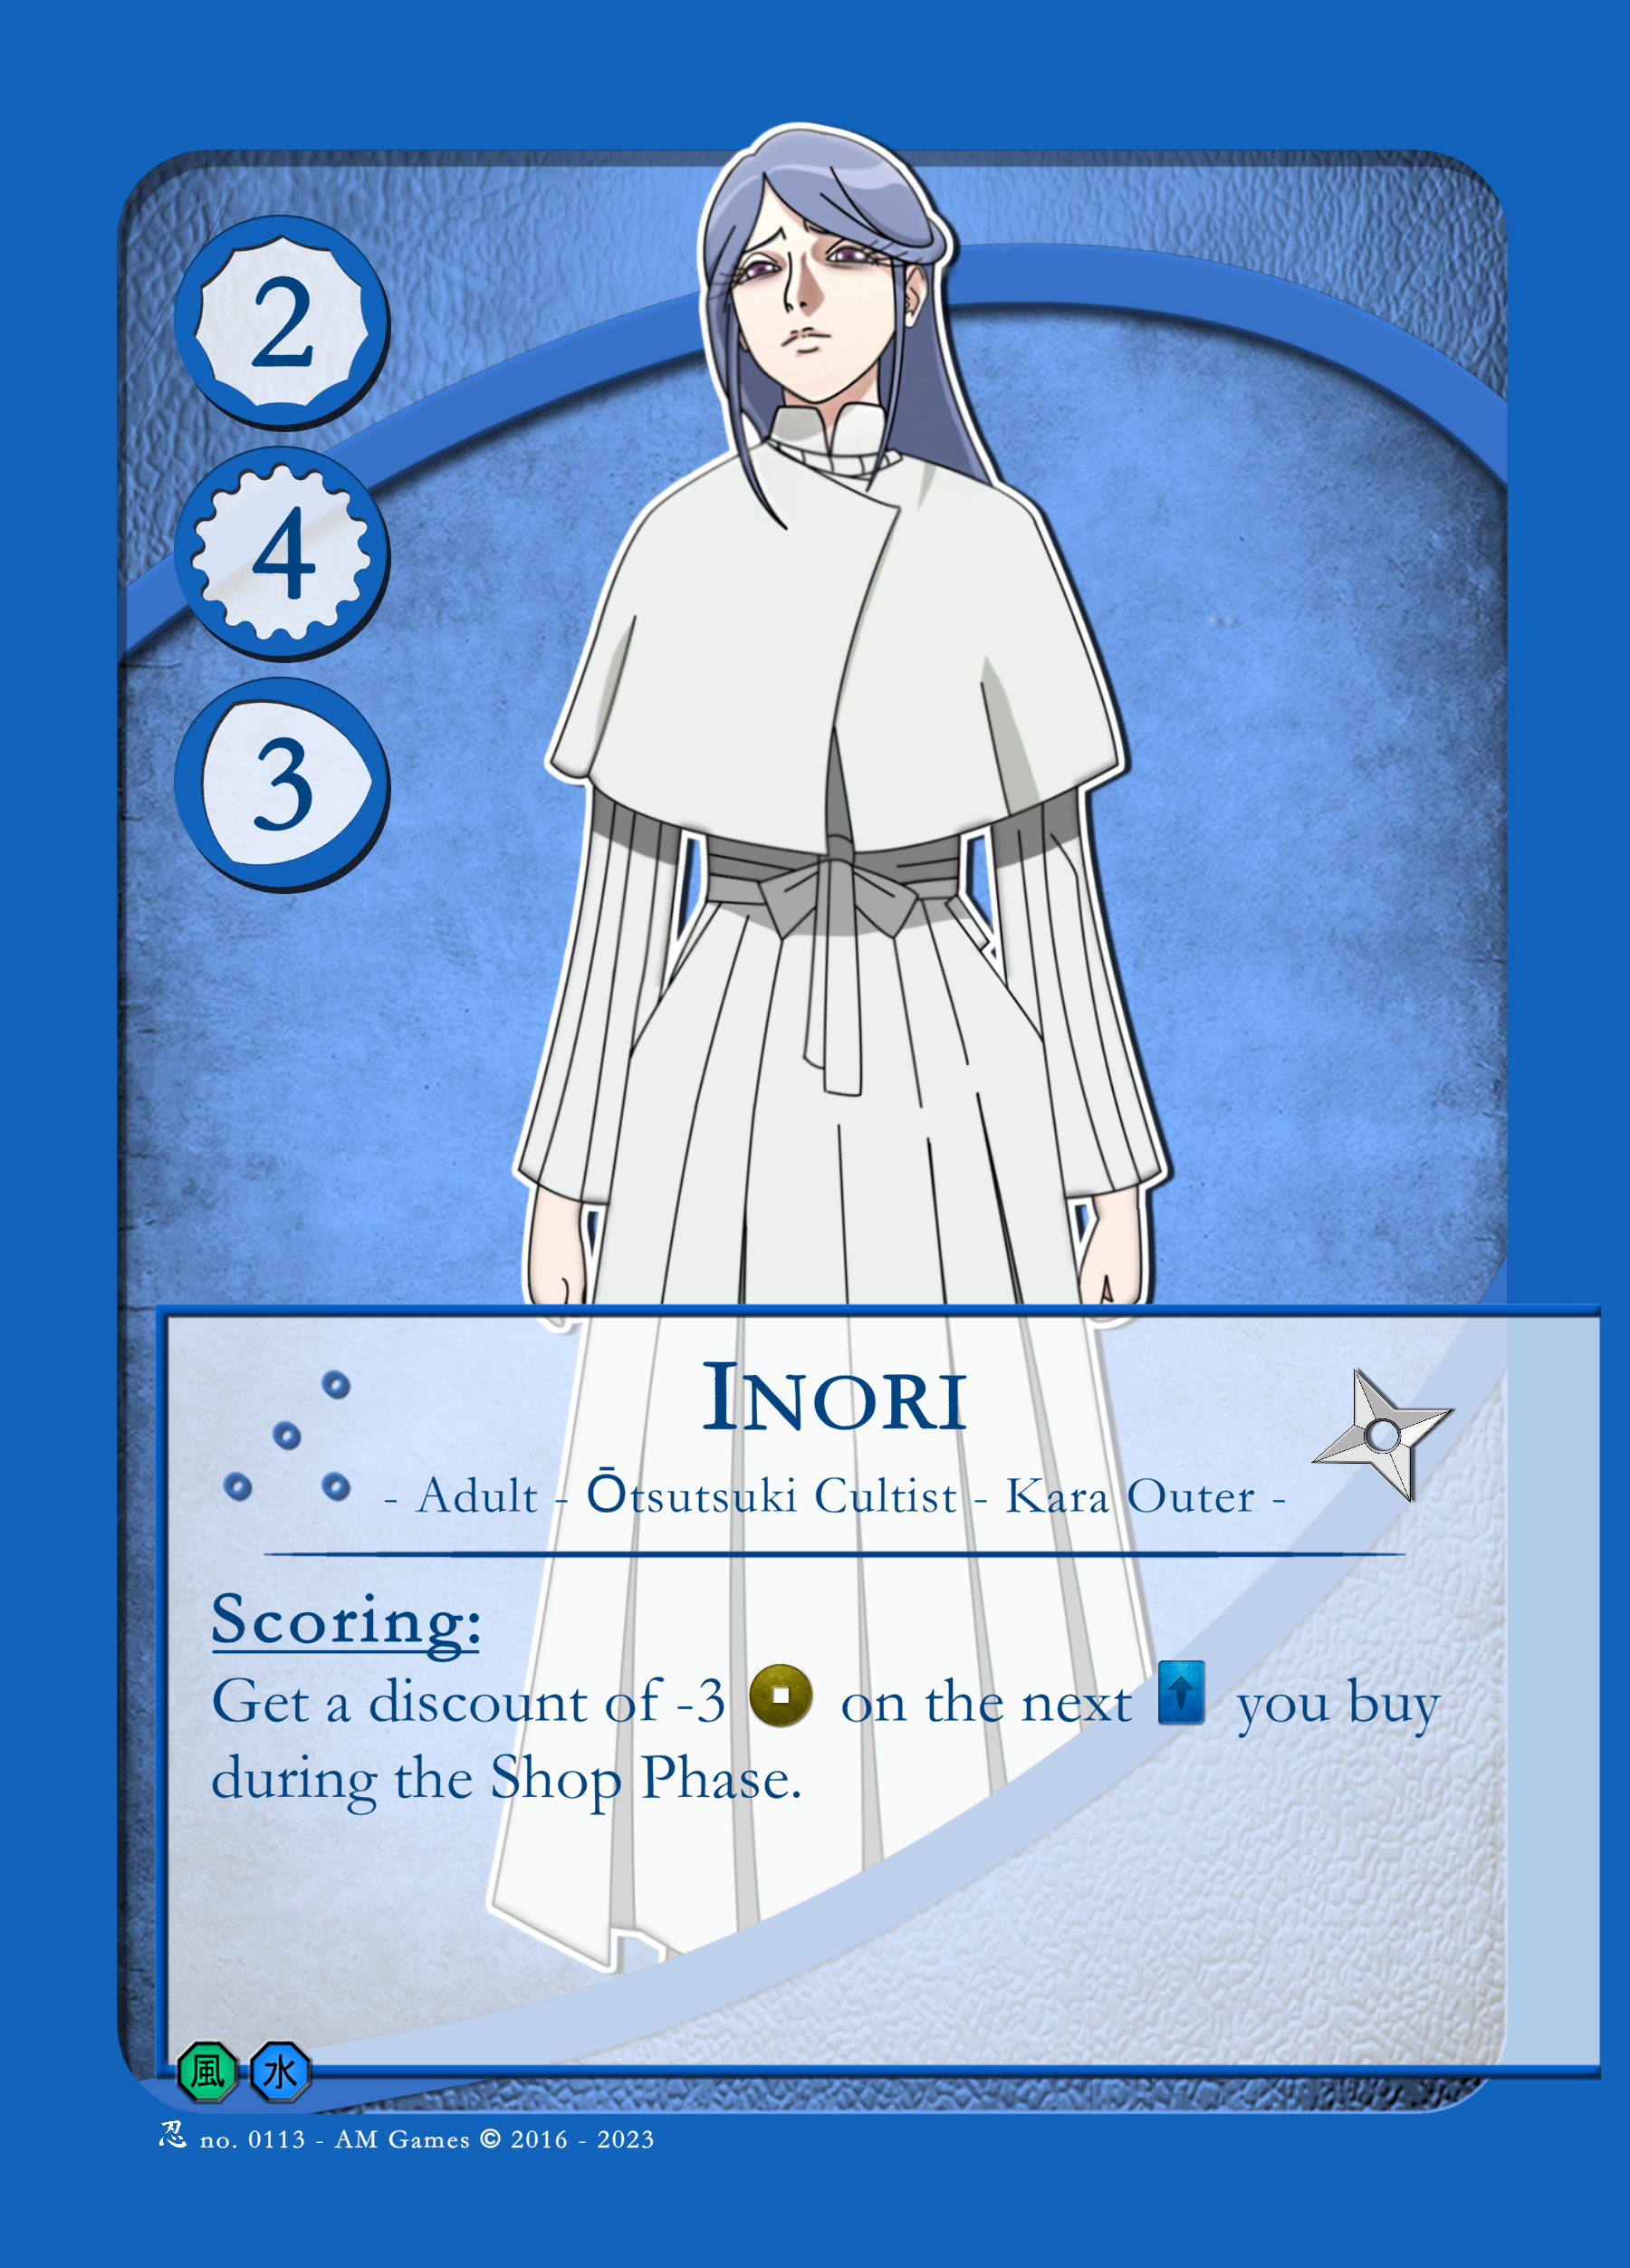 2
4
3
Inori
- Adult - Ōtsutsuki Cultist - Kara Outer -
Scoring:
Get a discount of -3 on the next you buy
during the Shop Phase.
風 水
忍 no. 0113 - AM Games © 2016 - 2023